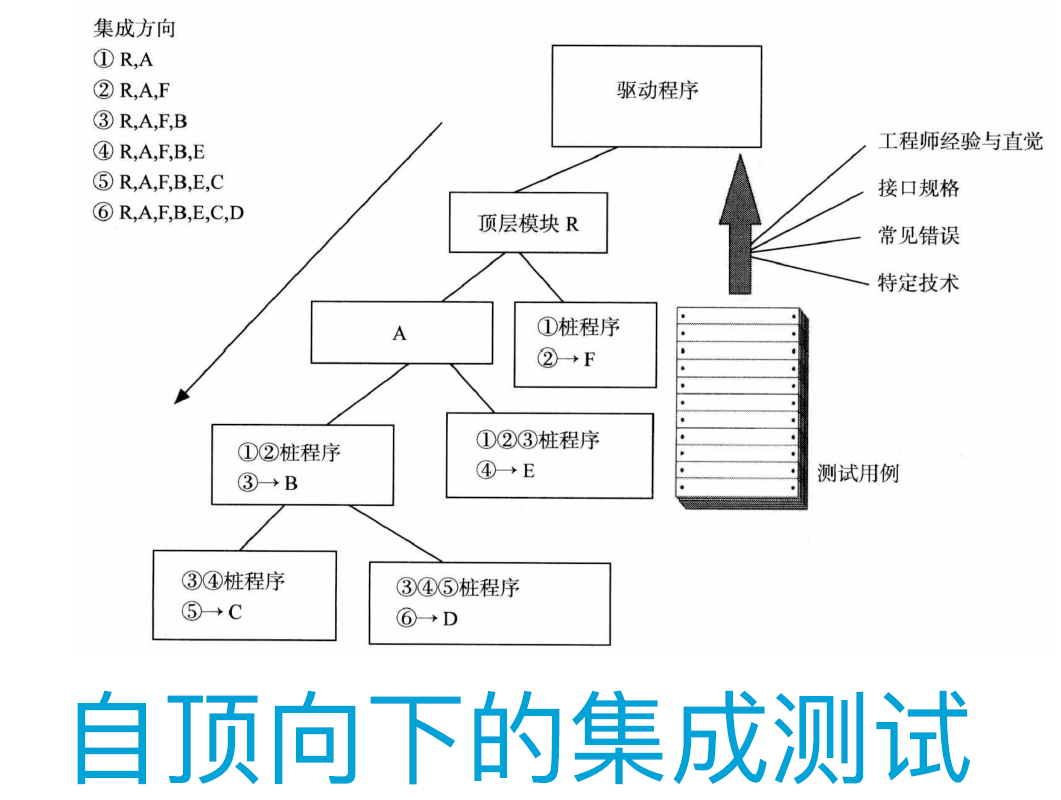 集成方向
① R,A
② R,A,F
③ R,A,F,B
④ R,A,F,B,E
⑤ R,A,F,B,E,C
⑥ R,A,F,B,E,C,D
驱动程序
工程师经验与直觉
接口规格
常见错误
特定技术
顶层模块 R
A
①桩程序
②→ F
①②桩程序
③→ B
①②③桩程序
④→ E
测试用例
③④桩程序
⑤→ C
③④⑤桩程序
⑥→ D
自顶向下的集成测试